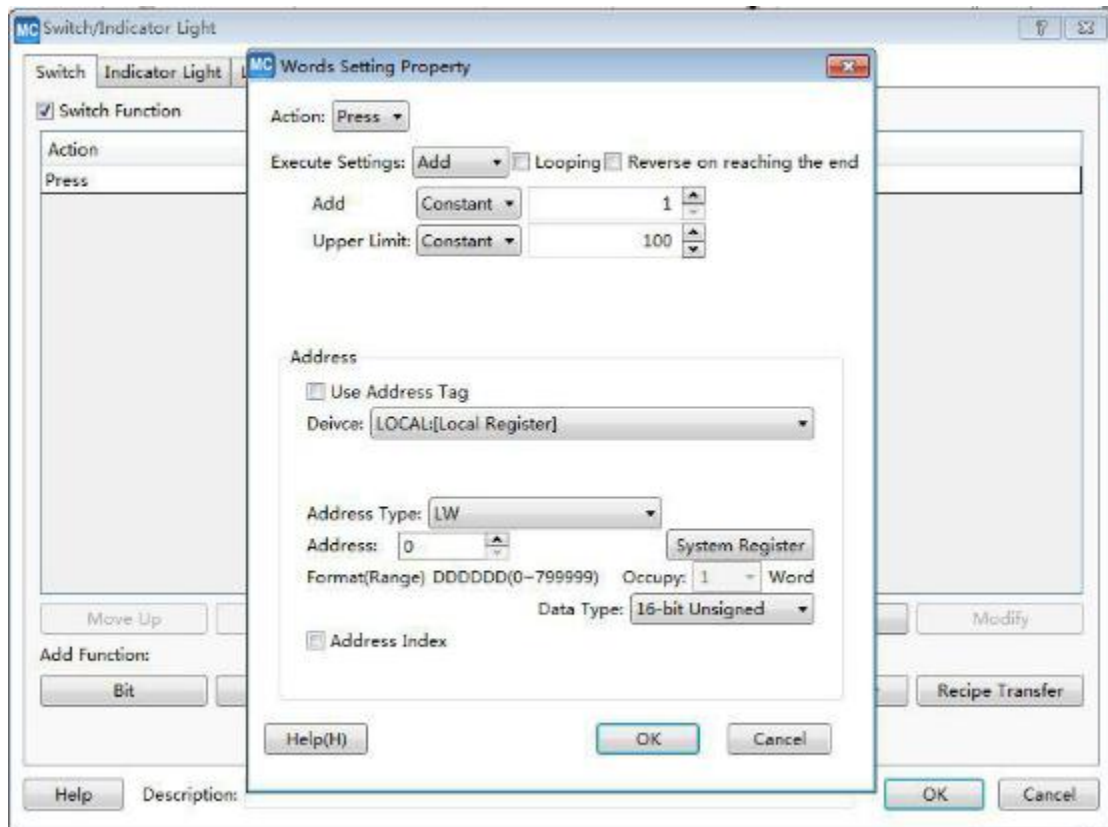 MC Switch/Indicator Light
Switch Indicator Light
Switch Function
Action
Press
Move Up
Modify
Add Function:
Bit
Recipe Transfer
Help Description: OK Cancel
MC Words Setting Property
Action: Press
Execute Settings: Add Looping Reverse on reaching the end
Add Constant 1
Upper Limit: Constant 100
Address
Use Address Tag
Deivce: LOCAL:[Local Register]
Address Type: LW
Address: 0 System Register
Format(Range) DDDDDD(0~799999) Occupy: 1 Word
Data Type: 16-bit Unsigned
Address Index
Help(H) OK Cancel